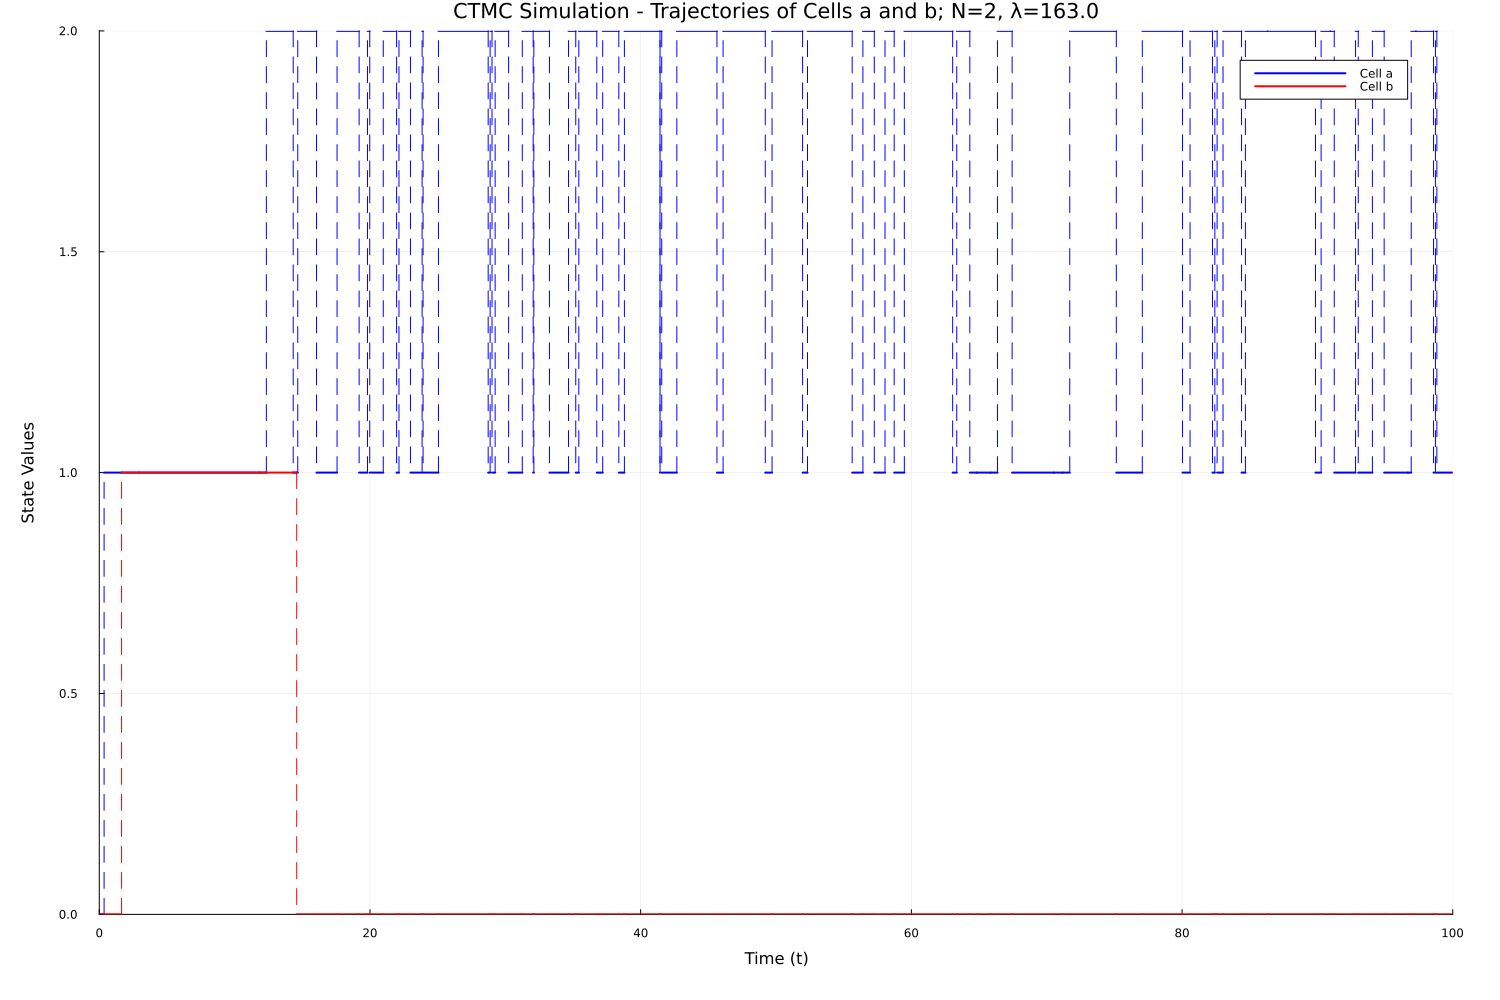 CTMC Simulation - Trajectories of Cells a and b; N=2, λ=163.0
2.0
Cell a
Cell b
1.5
1.0
State Values
0.5
0.0
0 20 40 60 80 100
Time (t)